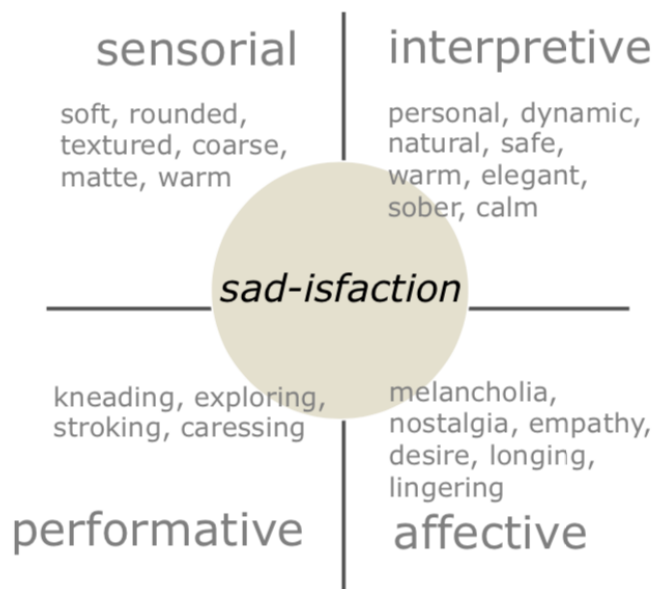 sensorial
soft, rounded,
textured, coarse,
matte, warm
interpretive
personal, dynamic,
natural, safe,
warm, elegant,
sober, calm
sad-isfaction
kneading, exploring,
stroking, caressing
performative
melancholia,
nostalgia, empathy,
desire, longing,
lingering
affective